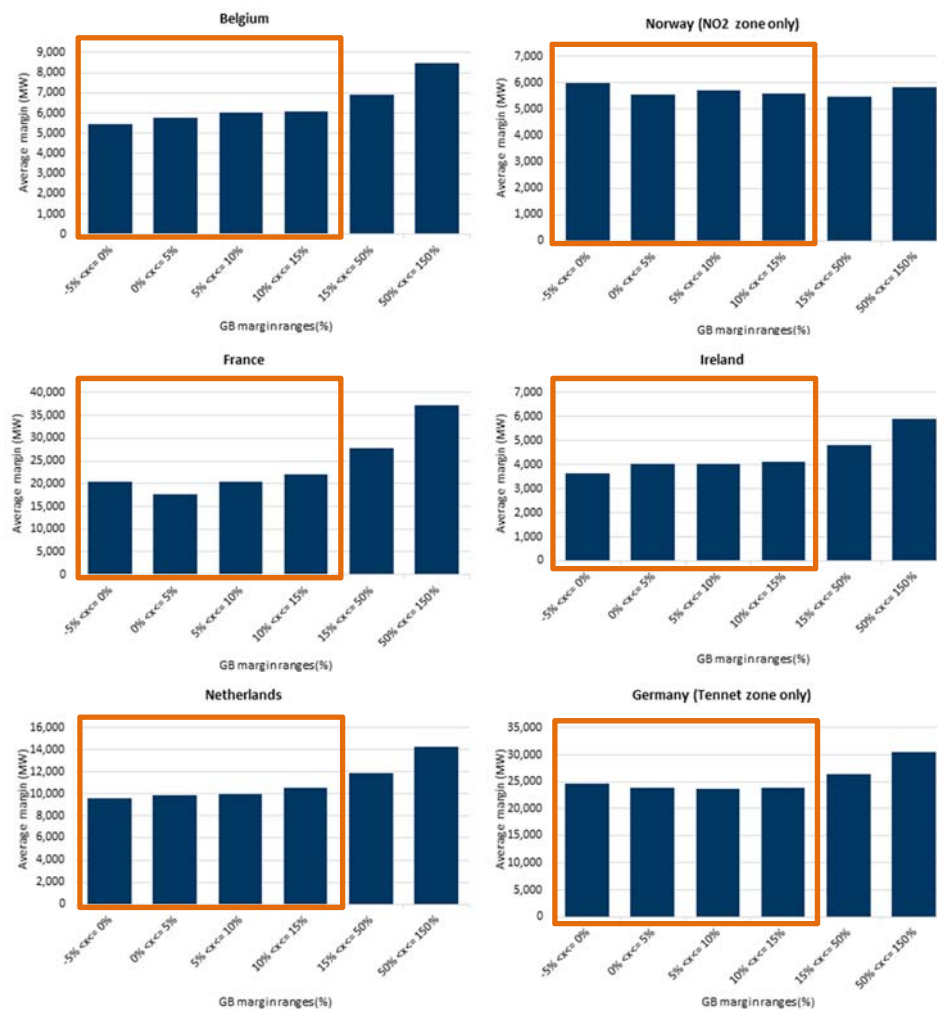 Belgium
Average margin (MW)
9,000
8,000
7,000
6,000
5,000
4,000
3,000
2,000
1,000
0
-5% <x<= 0%
0% <x<= 5%
5% <x<= 10%
10% <x<= 15%
15% <x<= 50%
50% <x<= 150%
GB margin ranges(%)
Norway (NO2 zone only)
Average margin (MW)
7,000
6,000
5,000
4,000
3,000
2,000
1,000
0
-5% <x<= 0%
0% <x<= 5%
5% <x<= 10%
10% <x<= 15%
15% <x<= 50%
50% <x<= 150%
GB margin ranges(%)
France
Average margin (MW)
40,000
35,000
30,000
25,000
20,000
15,000
10,000
5,000
0
-5% <x<= 0%
0% <x<= 5%
5% <x<= 10%
10% <x<= 15%
15% <x<= 50%
50% <x<= 150%
GB margin ranges(%)
Ireland
Average margin (MW)
7,000
6,000
5,000
4,000
3,000
2,000
1,000
0
-5% <x<= 0%
0% <x<= 5%
5% <x<= 10%
10% <x<= 15%
15% <x<= 50%
50% <x<= 150%
GB margin ranges(%)
Netherlands
Average margin (MW)
16,000
14,000
12,000
10,000
8,000
6,000
4,000
2,000
0
-5% <x<= 0%
0% <x<= 5%
5% <x<= 10%
10% <x<= 15%
15% <x<= 50%
50% <x<= 150%
GB margin ranges(%)
Germany (Tennet zone only)
Average margin (MW)
35,000
30,000
25,000
20,000
15,000
10,000
5,000
0
-5% <x<= 0%
0% <x<= 5%
5% <x<= 10%
10% <x<= 15%
15% <x<= 50%
50% <x<= 150%
GB margin ranges(%)